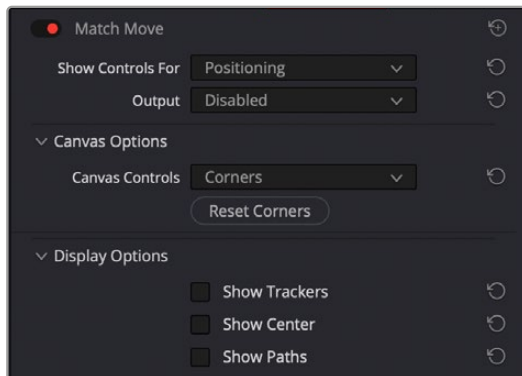 Match Move
Show Controls For Positioning
Output Disabled
Canvas Options
Canvas Controls Corners
Reset Corners
Display Options
Show Trackers
Show Center
Show Paths